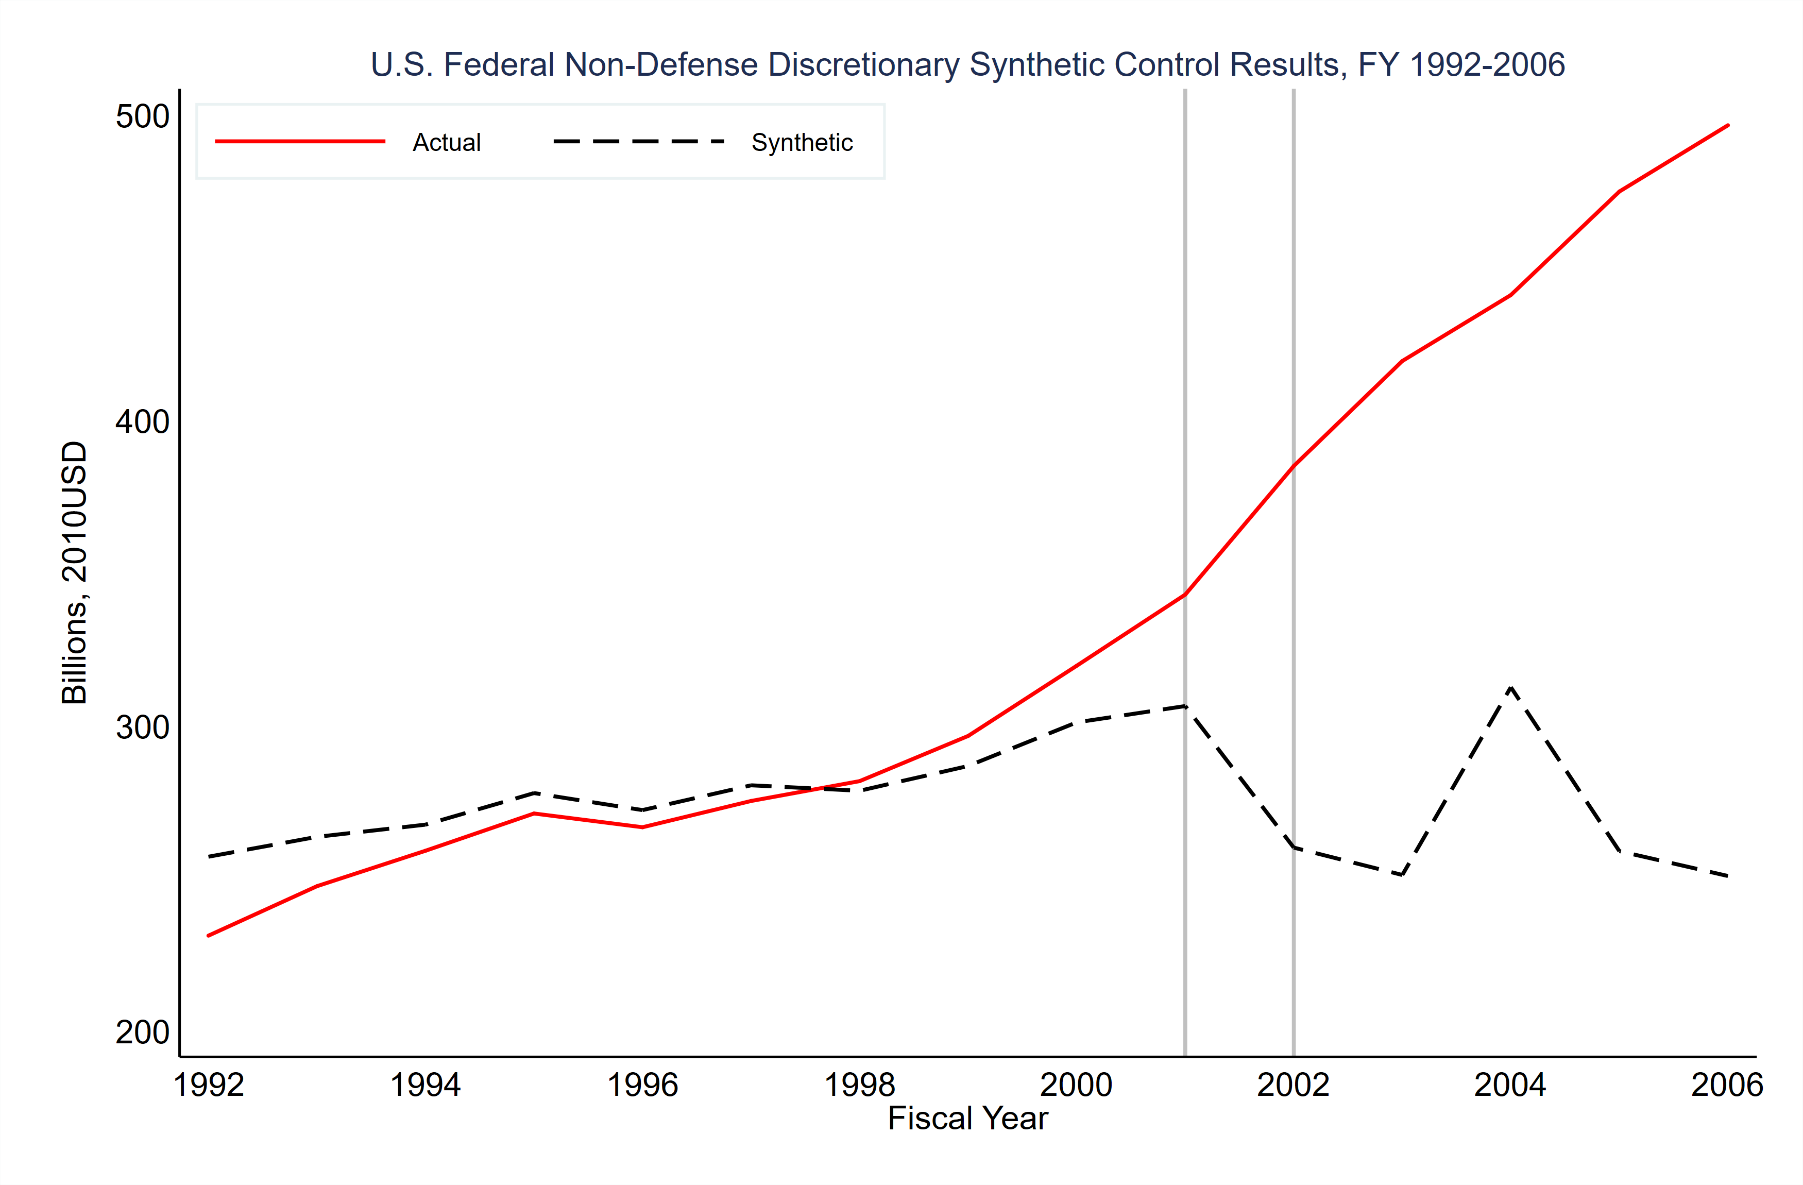 U.S. Federal Non-Defense Discretionary Synthetic Control Results, FY 1992-2006
Actual
Synthetic
500
400
300
200
Billions, 2010USD
1992
1994
1996
1998
2000
2002
2004
2006
Fiscal Year